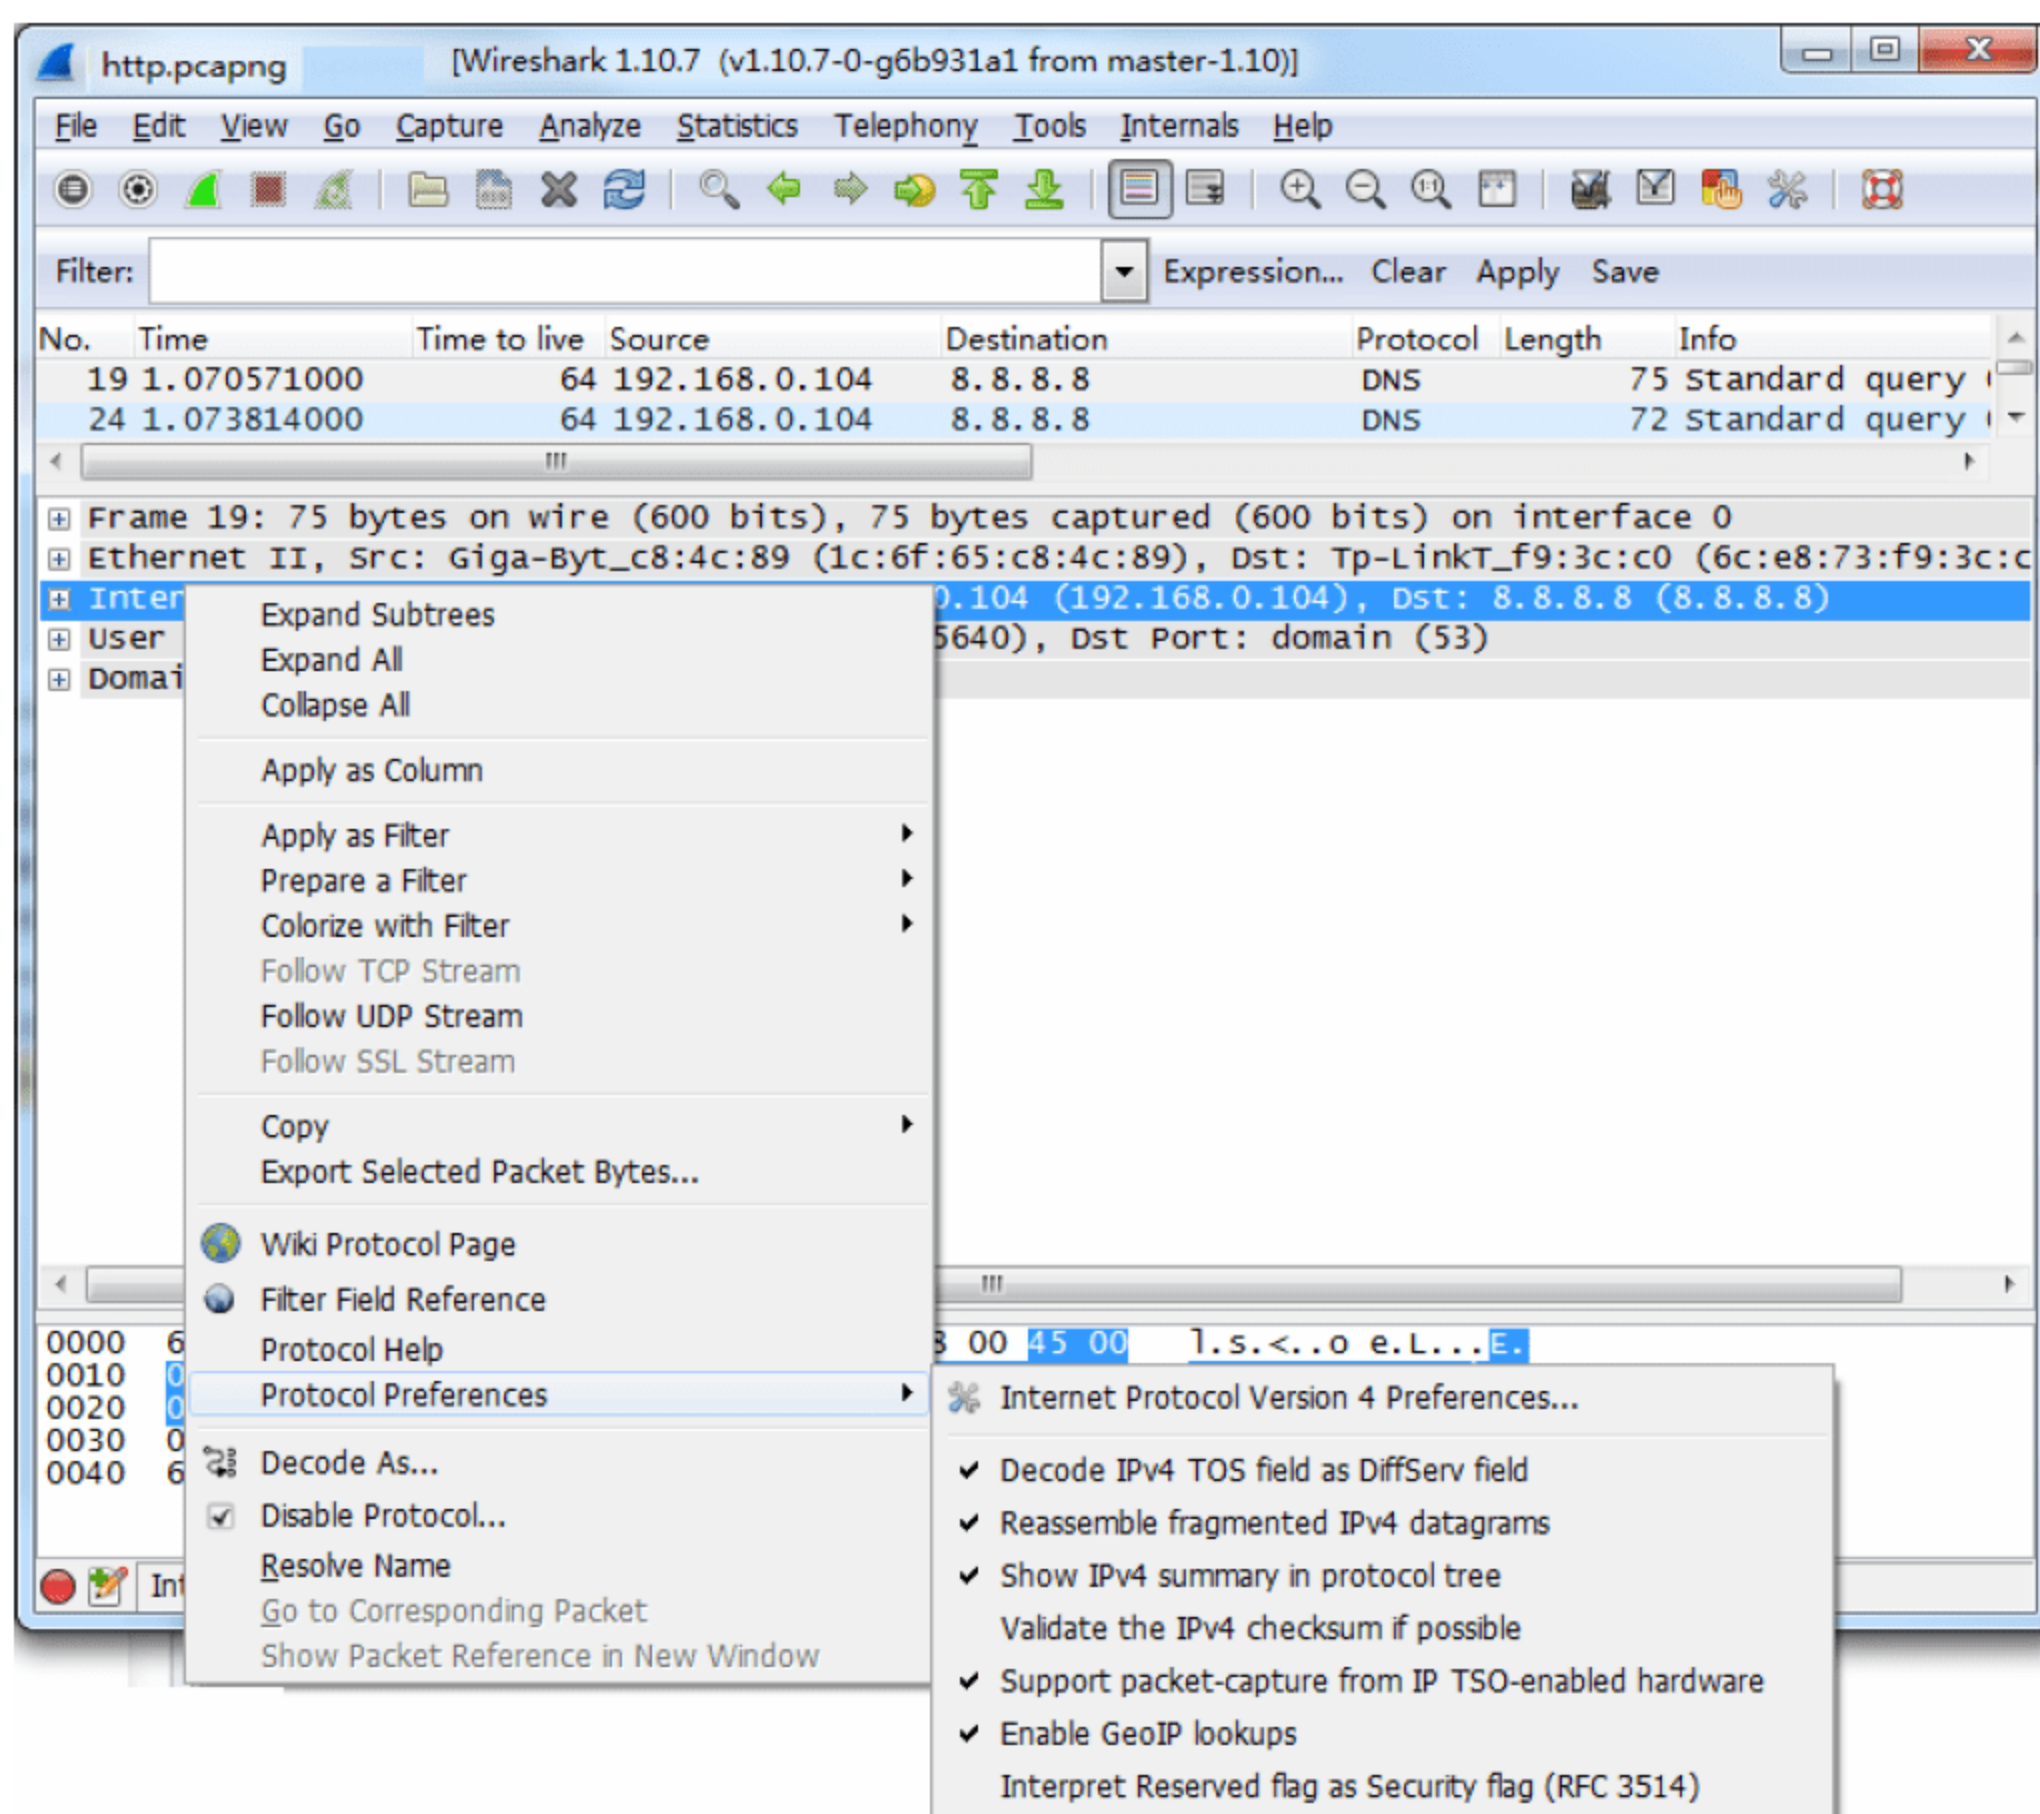 http.pcapng [Wireshark 1.10.7 (v1.10.7-0-g6b931a1 from master-1.10)]
File Edit View Go Capture Analyze Statistics Telephony Tools Internals Help
Filter: Expression... Clear Apply Save
No. Time Time to live Source Destination Protocol Length Info
19 1.070571000 64 192.168.0.104 8.8.8.8 DNS 75 Standard query
24 1.073814000 64 192.168.0.104 8.8.8.8 DNS 72 Standard query
Frame 19: 75 bytes on wire (600 bits), 75 bytes captured (600 bits) on interface 0
Ethernet II, Src: Giga-Byt_c8:4c:89 (1c:6f:65:c8:4c:89), Dst: Tp-LinkT_f9:3c:c0 (6c:e8:73:f9:3c:c
Inter 0.104 (192.168.0.104), Dst: 8.8.8.8 (8.8.8.8)
User 5640), Dst Port: domain (53)
Domai
Expand Subtrees
Expand All
Collapse All
Apply as Column
Apply as Filter
Prepare a Filter
Colorize with Filter
Follow TCP Stream
Follow UDP Stream
Follow SSL Stream
Copy
Export Selected Packet Bytes...
Wiki Protocol Page
Filter Field Reference
Protocol Help
Protocol Preferences
Decode As...
Disable Protocol...
Resolve Name
Go to Corresponding Packet
Show Packet Reference in New Window
0000 6 8 00 45 00 l.s.<..o e.L...E.
0010 0
0020 0
0030 0
0040 6
Int
Internet Protocol Version 4 Preferences...
Decode IPv4 TOS field as DiffServ field
Reassemble fragmented IPv4 datagrams
Show IPv4 summary in protocol tree
Validate the IPv4 checksum if possible
Support packet-capture from IP TSO-enabled hardware
Enable GeoIP lookups
Interpret Reserved flag as Security flag (RFC 3514)